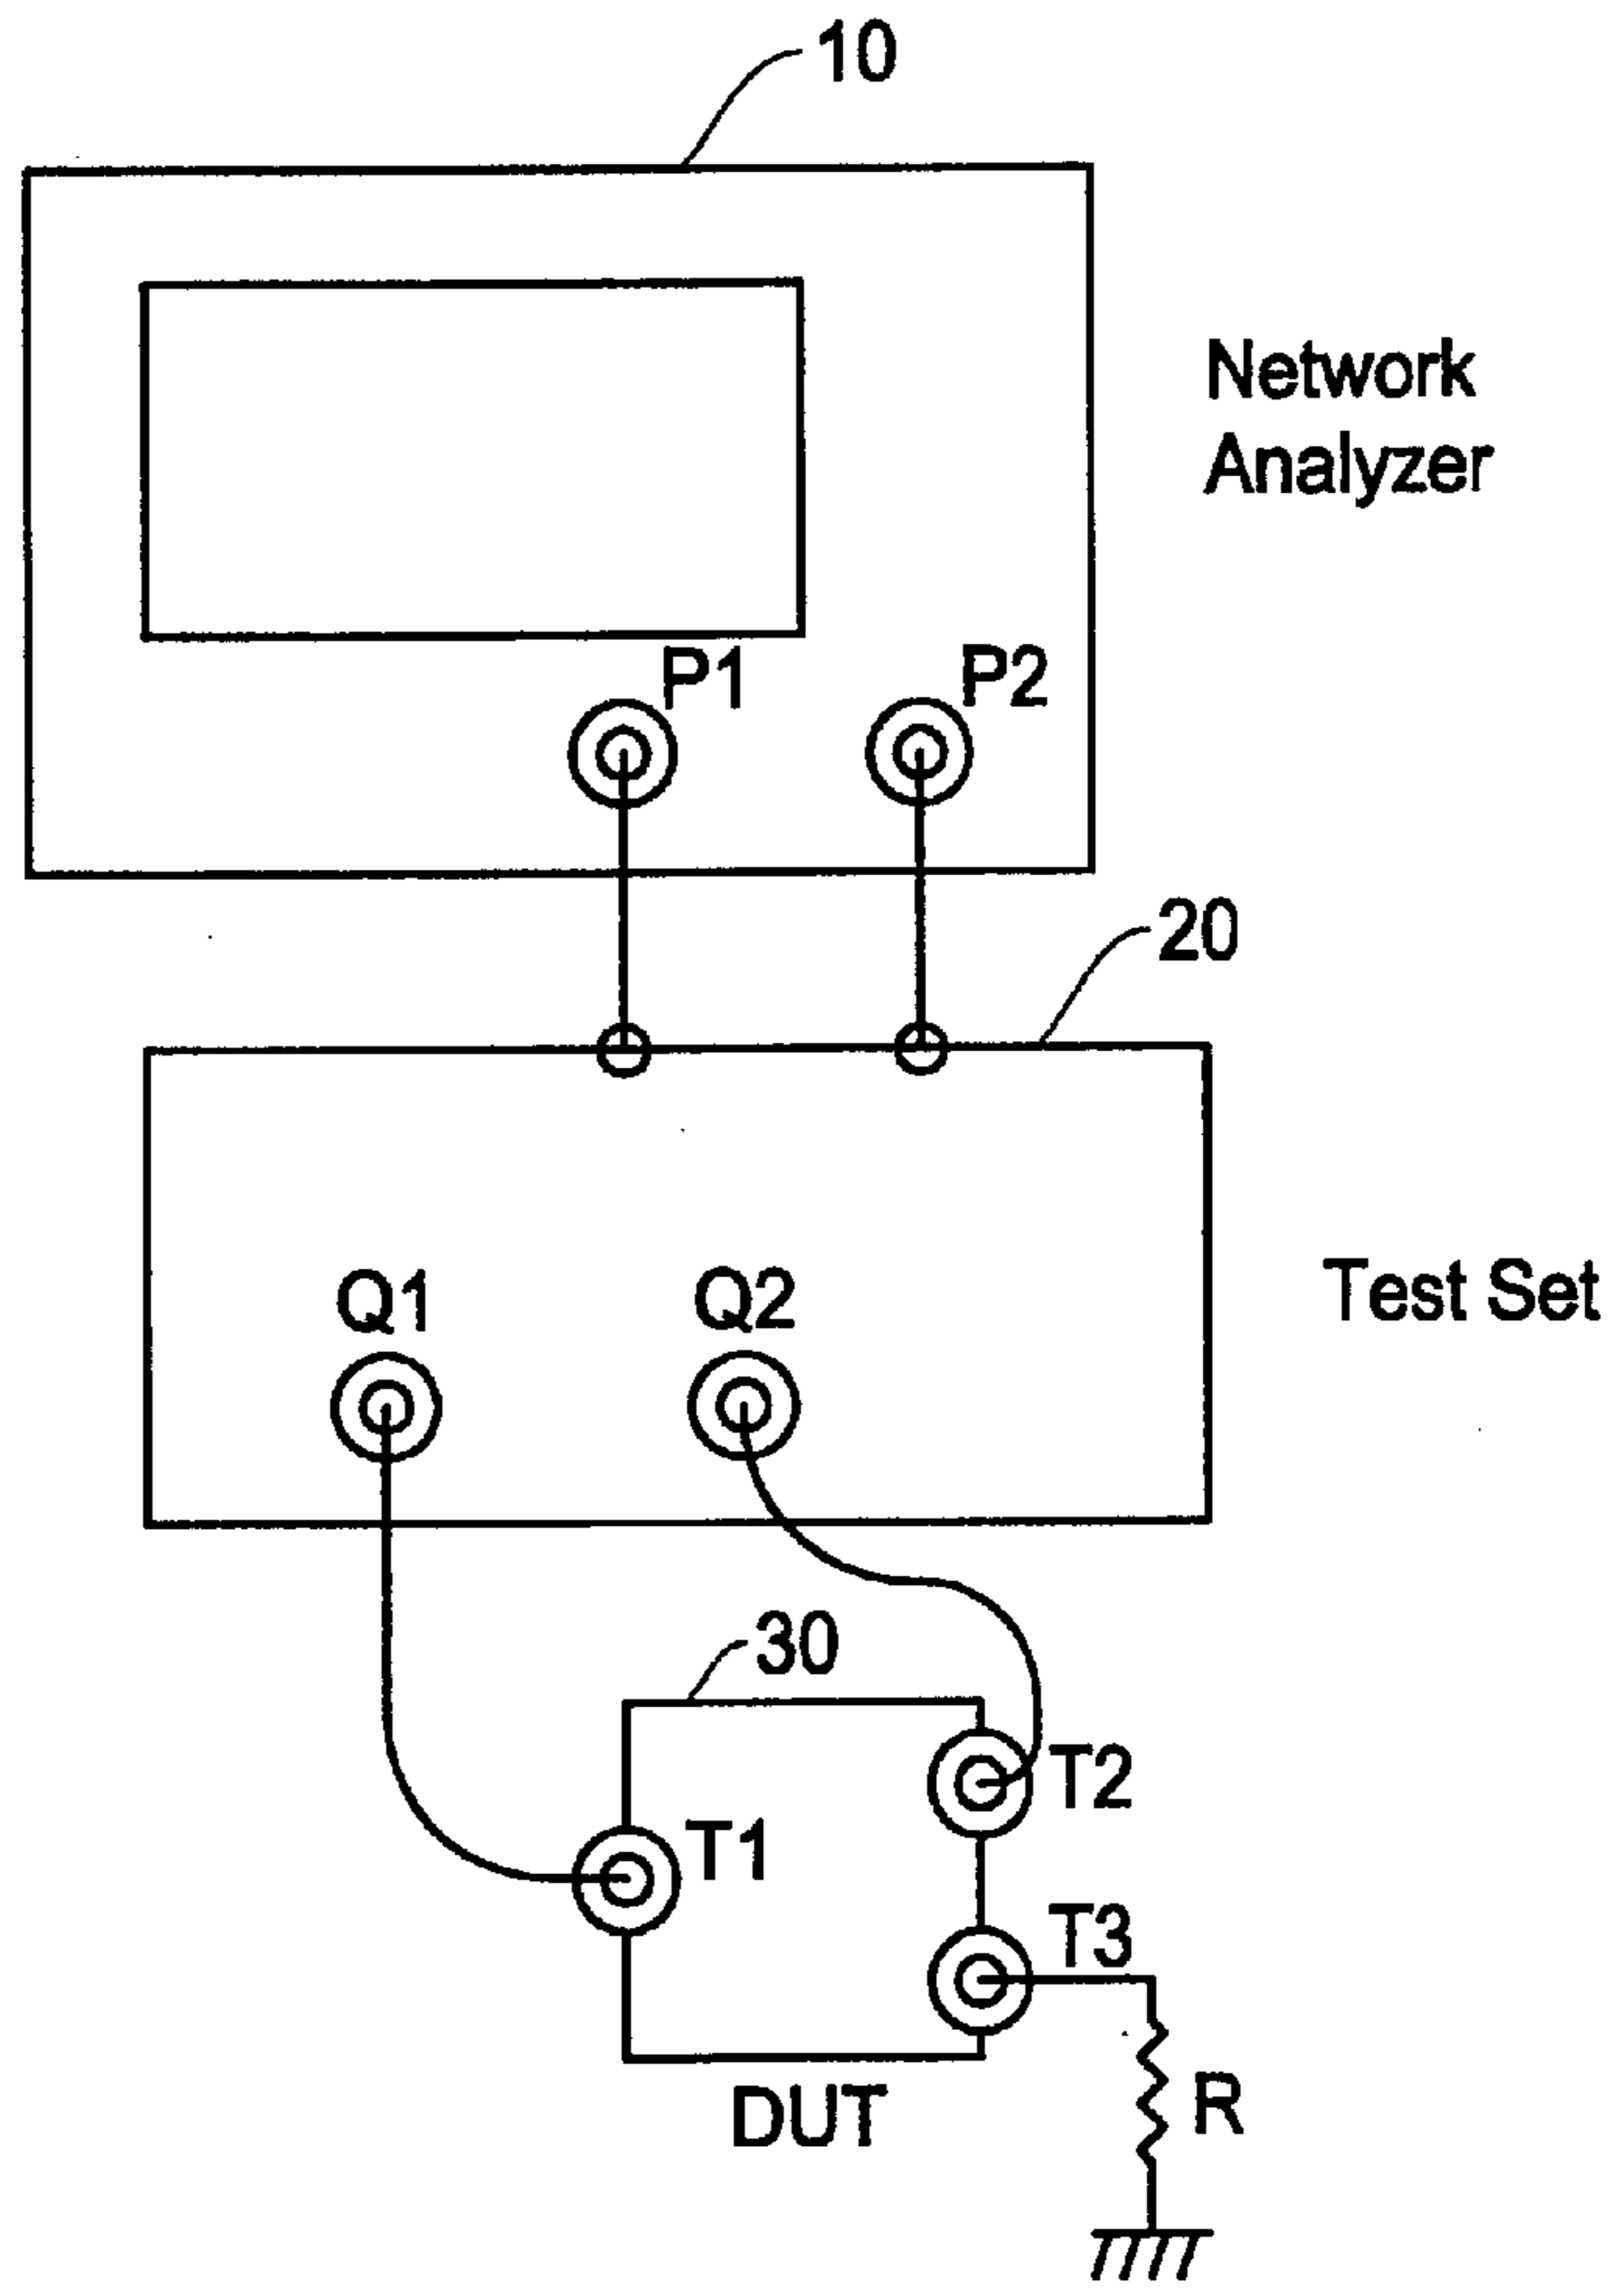 10
Network
Analyzer
P1
P2
20
Q1
Q2
Test Set
30
T2
T1
T3
DUT
R